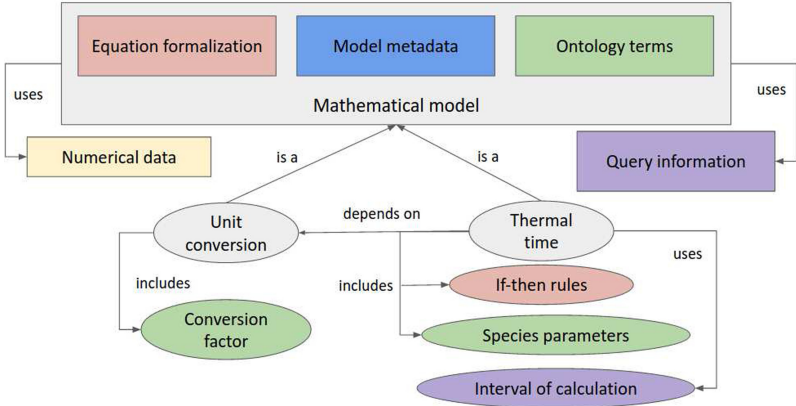 Equation formalization
Model metadata
Ontology terms
Mathematical model
uses
uses
Numerical data
is a
is a
Query information
Unit
conversion
depends on
Thermal
time
includes
includes
uses
If-then rules
Conversion
factor
Species parameters
Interval of calculation